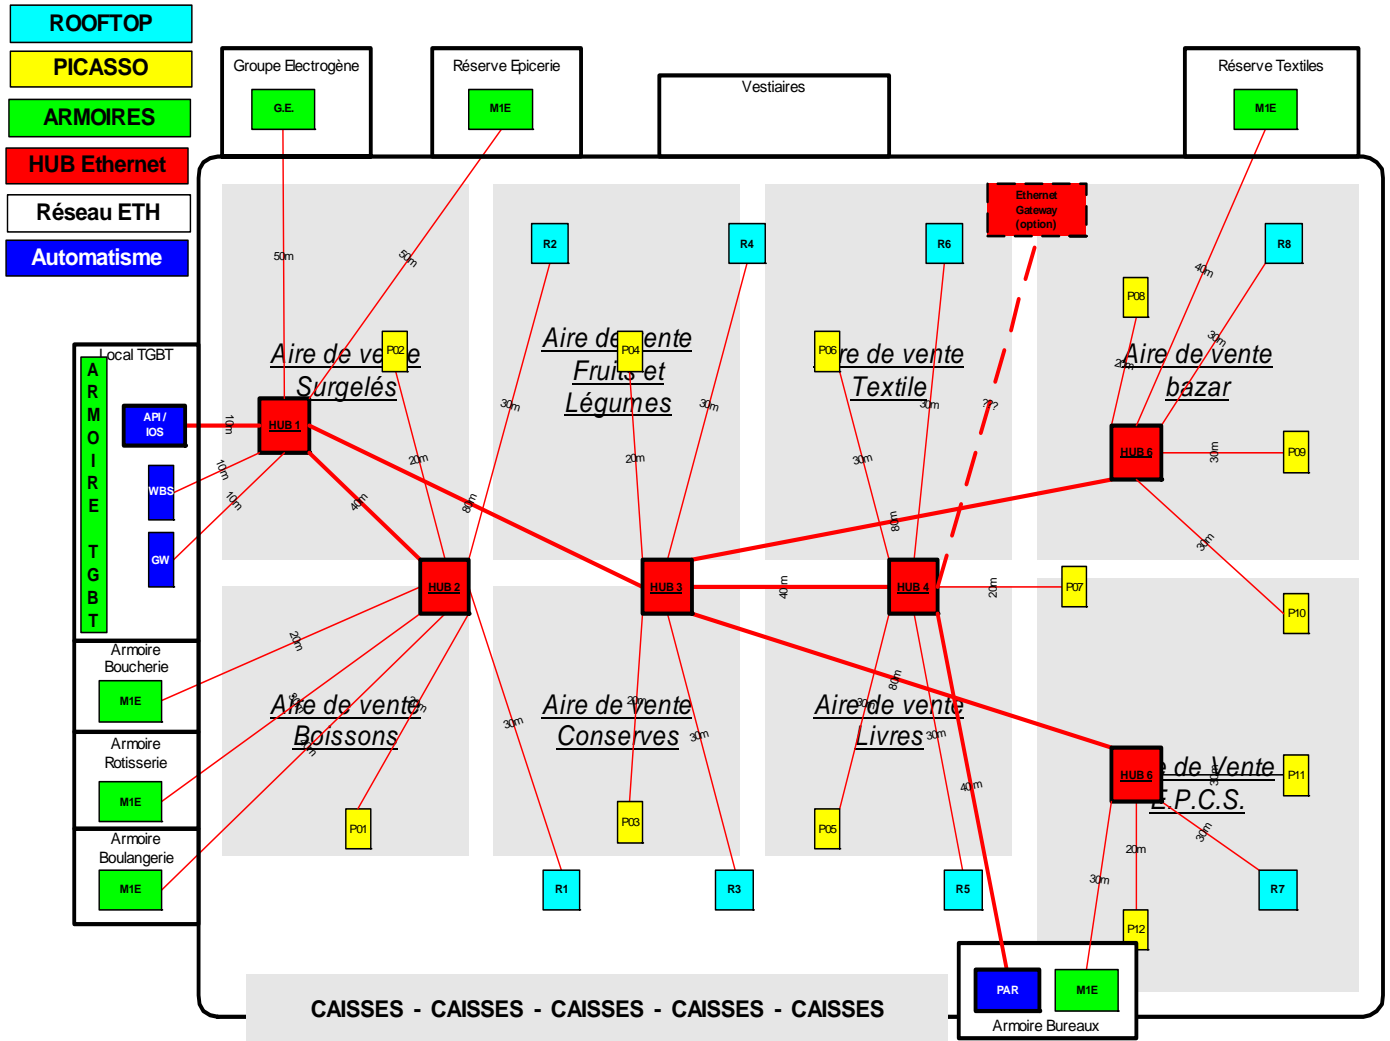 ROOFTOP
PICASSO
ARMOIRES
HUB Ethernet
Réseau ETH
Automatisme
Groupe Electrogène
G.E.
Réserve Epicerie
M1E
Vestiaires
Réserve Textiles
M1E
Ethernet
Gateway
(option)
R2
R4
R6
R8
50m
50m
40m
P08
P02
P04
P06
30m
20m
Aire de vente
Surgelés
Aire de vente
Fruits et
Légumes
re de vente
Textile
Aire de vente
bazar
Local TGBT
ARMOIRE TGBT
API /
IOS
10m
HUB 1
30m
30m
30m
???
HUB 6
30m
P09
WBS
10m
10m
20m
20m
30m
40m
80m
80m
30m
GW
HUB 2
HUB 3
40m
HUB 4
20m
P07
P10
Armoire
Boucherie
M1E
20m
Aire de vente
Boissons
30m
Aire de vente
Conserves
20m
30m
Aire de vente
Livres
30m
30m
80m
40m
Armoire
Rotisserie
M1E
HUB 6
e de Vente
E.P.C.S.
30m
P11
Armoire
Boulangerie
M1E
P01
P03
P05
30m
20m
30m
R1
R3
R5
R7
P12
CAISSES - CAISSES - CAISSES - CAISSES - CAISSES
PAR
M1E
Armoire Bureaux